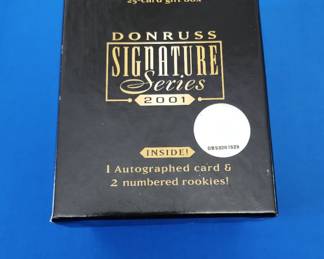 25-card gift box
DONRUSS
SIGNATURE
Series
2001
INSIDE!
1 Autographed card &
2 numbered rookies!